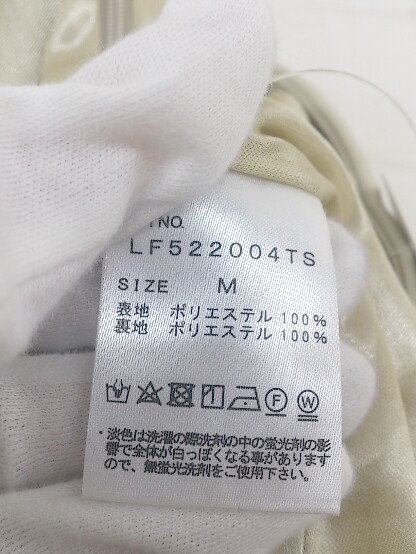 NO.
LF522004TS
SIZE M
表地 ポリエステル 100%
裏地 ポリエステル 100%
F W
・淡色は洗濯の際洗剤の中の蛍光剤の影
響で全体が白っぽくなる事があります
ので、無蛍光洗剤をご使用下さい。